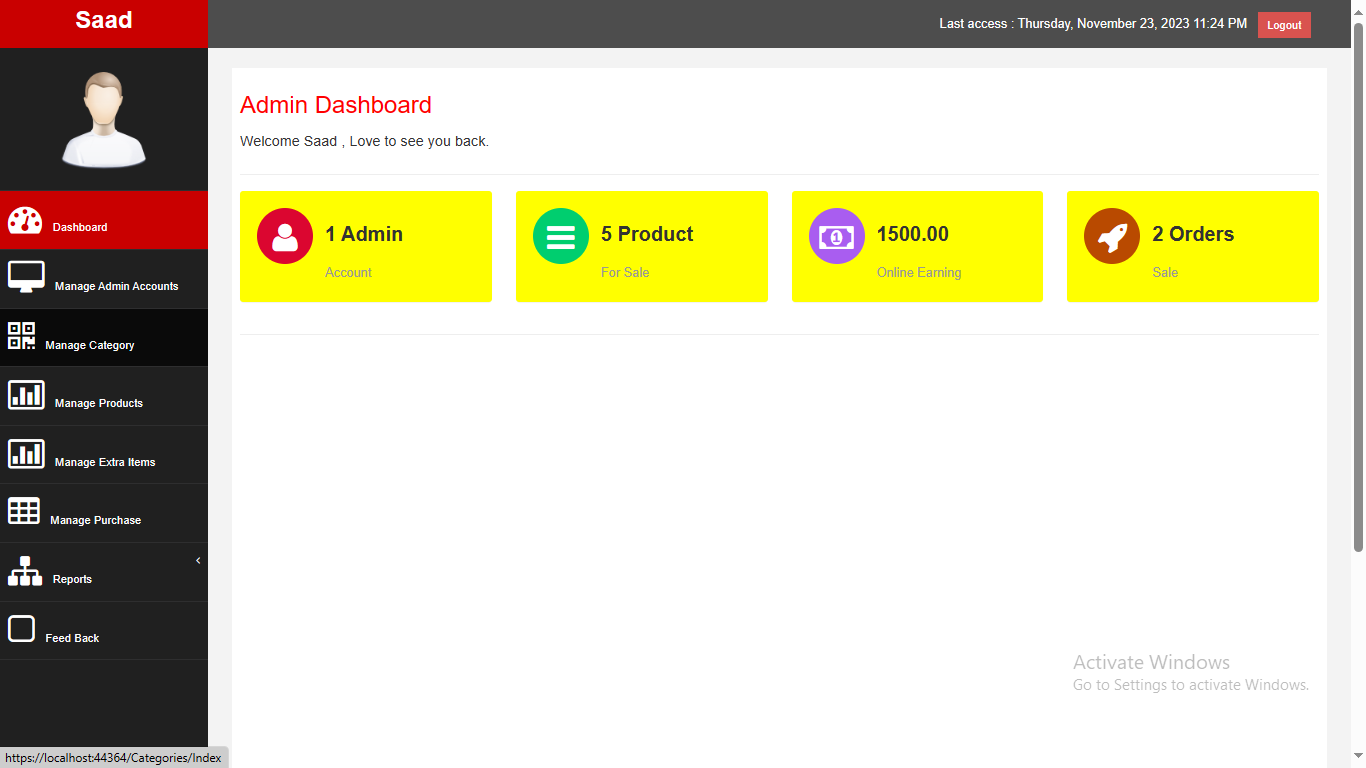 Saad
Last access : Thursday, November 23, 2023 11:24 PM
Logout
Dashboard
Manage Admin Accounts
Manage Category
Manage Products
Manage Extra Items
Manage Purchase
Reports
Feed Back
Admin Dashboard
Welcome Saad , Love to see you back.
1 Admin
Account
5 Product
For Sale
1
1500.00
Online Earning
2 Orders
Sale
Activate Windows
Go to Settings to activate Windows.
https://localhost:44364/Categories/Index